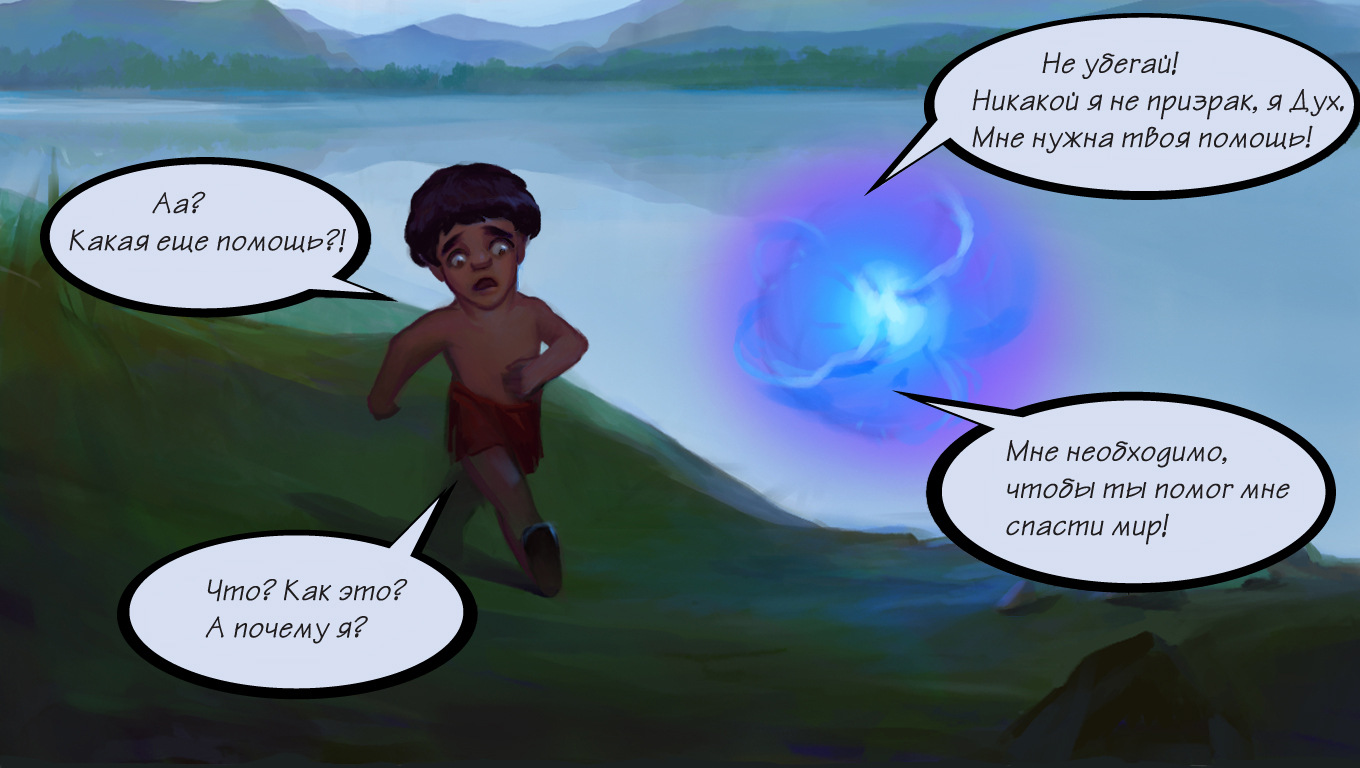 Не убегай!
Никакой я не призрак, я Дух.
Мне нужна твоя помощь!
Аа?
Какая еще помощь?!
Мне необходимо,
чтобы ты помог мне
спасти мир!
Что? Как это?
А почему я?